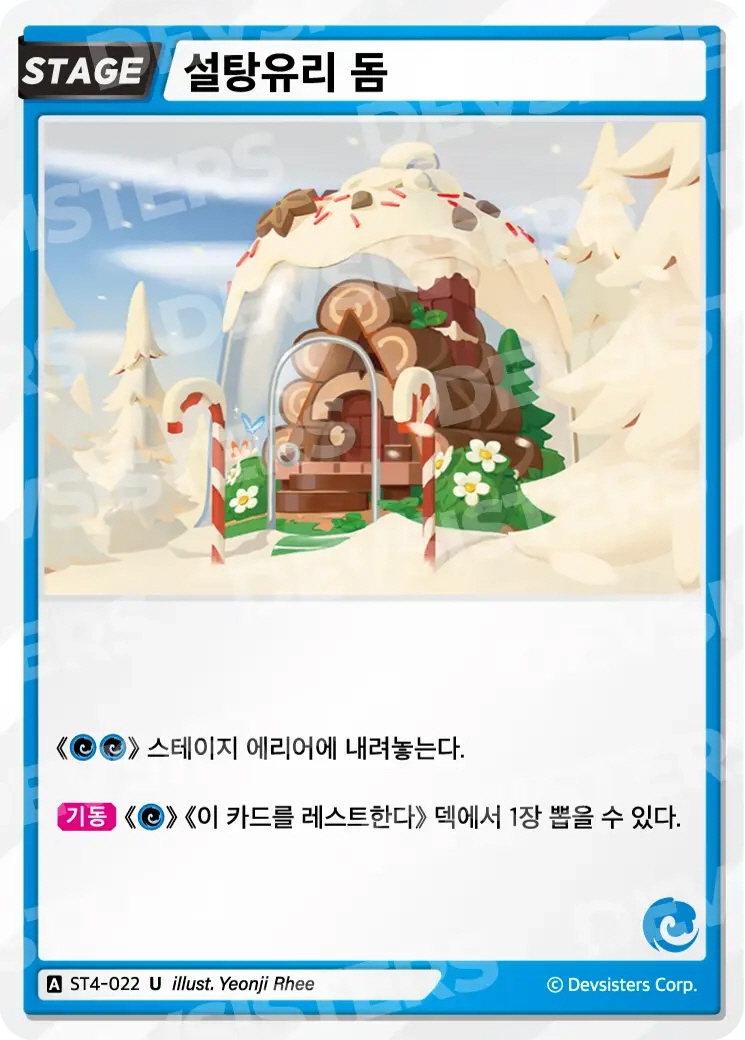 STAGE 설탕유리 돔
《》 스테이지 에리어에 내려놓는다.
기동 《》《이 카드를 레스트한다》 덱에서 1장 뽑을 수 있다.
A ST4-022 U illust. Yeonji Rhee
© Devsisters Corp.
DEVSISTERS